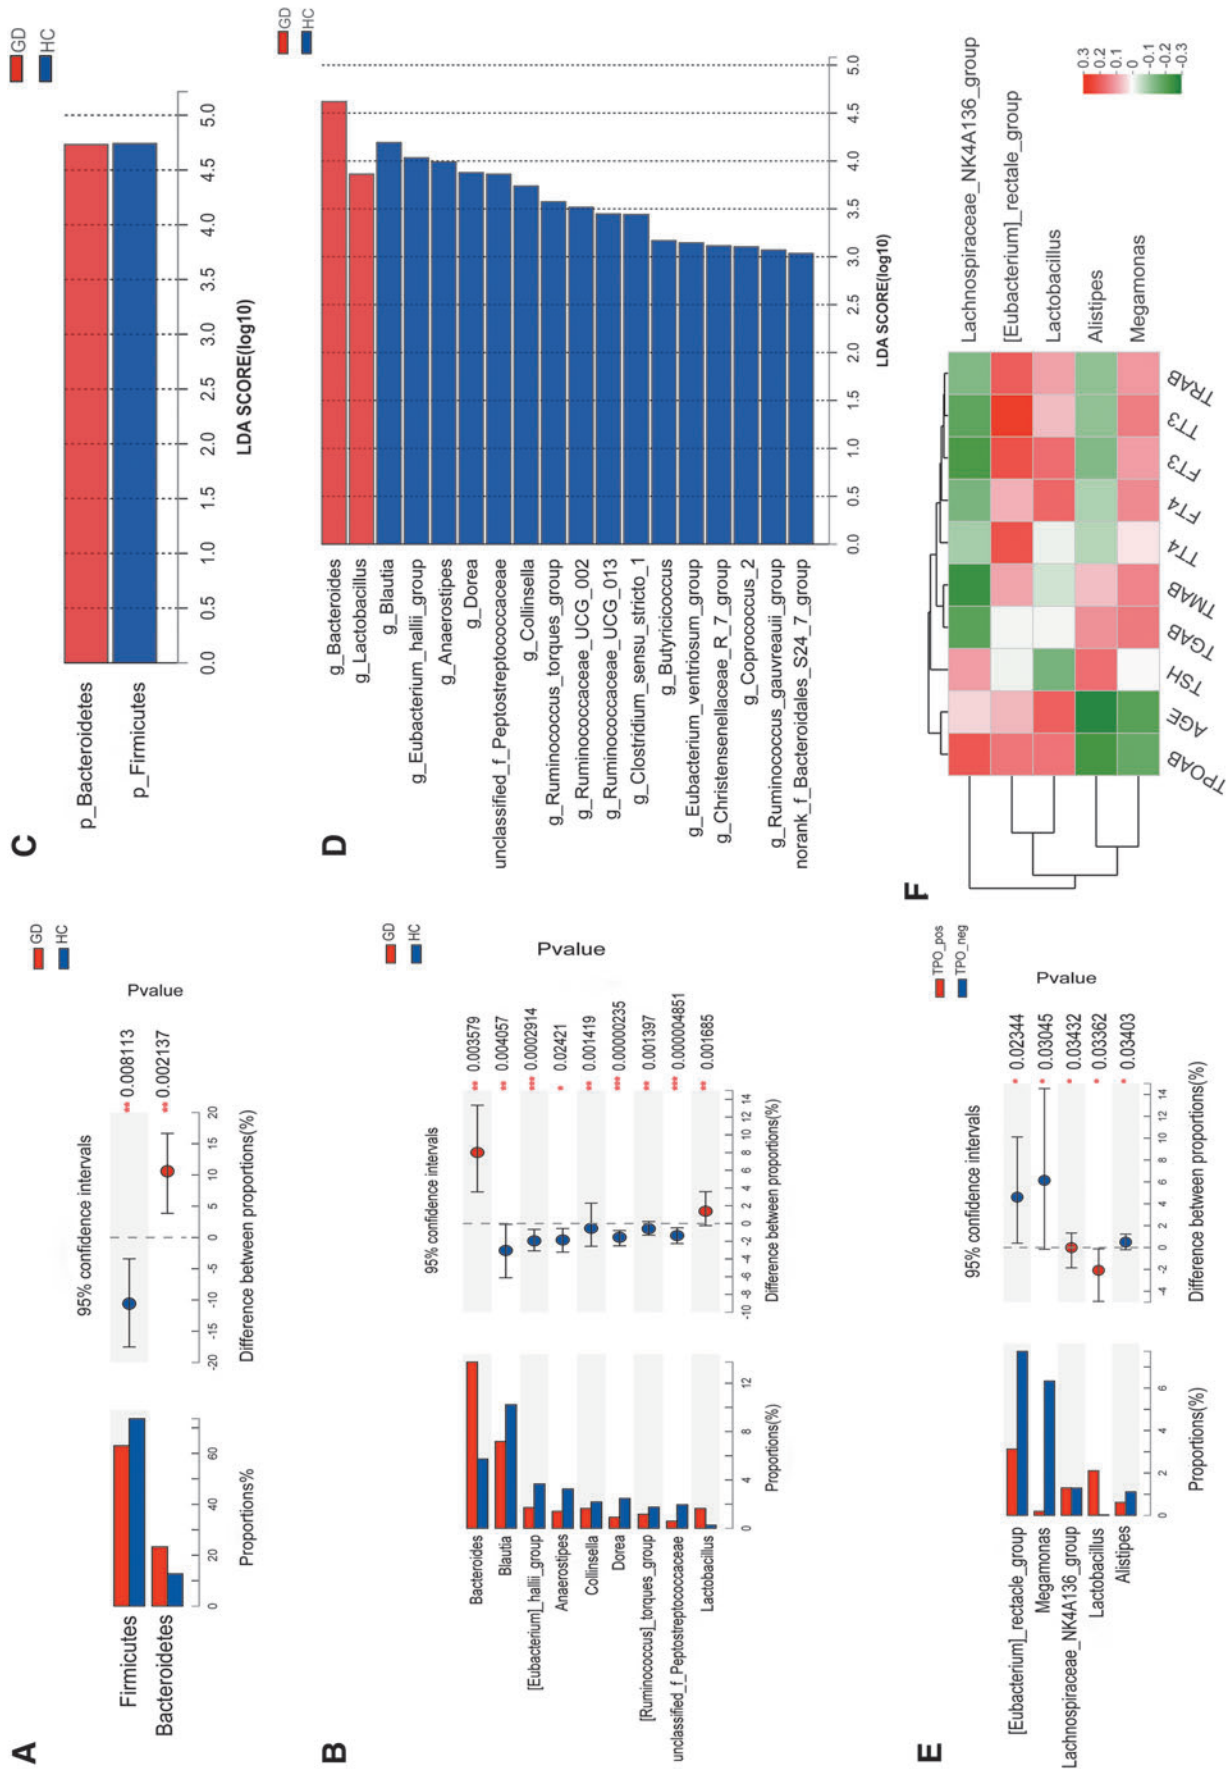 A
GD
HC
Pvalue
95% confidence intervals
Firmicutes
0.008113
Bacteroidetes
0.002137
0 20 40 60
Proportions%
-20 -15 -10 -5 0 5 10 15 20
Difference between proportions(%)
B
GD
HC
Pvalue
95% confidence intervals
Bacteroides
** 0.003579
Blautia
** 0.004057
[Eubacterium]_hallii_group
*** 0.0002914
Anaerostipes
* 0.02421
Collinsella
** 0.001419
Dorea
*** 0.00000235
[Ruminococcus]_torques_group
** 0.001397
unclassified_f_Peptostreptococcaceae
*** 0.000004851
Lactobacillus
** 0.001685
0 4 8 12
Proportions(%)
-10 -8 -6 -4 -2 0 2 4 6 8 10 12 14
Difference between proportions(%)
C
GD
HC
p_Bacteroidetes
p_Firmicutes
0.0 0.5 1.0 1.5 2.0 2.5 3.0 3.5 4.0 4.5 5.0
LDA SCORE(log10)
D
GD
HC
g_Bacteroides
g_Lactobacillus
g_Blautia
g_Eubacterium_hallii_group
g_Anaerostipes
g_Dorea
unclassified_f_Peptostreptococcaceae
g_Collinsella
g_Ruminococcus_torques_group
g_Ruminococcaceae_UCG_002
g_Ruminococcaceae_UCG_013
g_Clostridium_sensu_stricto_1
g_Butyricicoccus
g_Eubacterium_ventriosum_group
g_Christensenellaceae_R_7_group
g_Coprococcus_2
g_Ruminococcus_gauvreauii_group
norank_f_Bacteroidales_S24_7_group
0.0 0.5 1.0 1.5 2.0 2.5 3.0 3.5 4.0 4.5 5.0
LDA SCORE(log10)
E
TPO_pos
TPO_neg
Pvalue
95% confidence intervals
[Eubacterium]_rectacle_group
* 0.02344
Megamonas
* 0.03045
Lachnospiraceae_NK4A136_group
* 0.03432
Lactobacillus
* 0.03362
Alistipes
* 0.03403
0 2 4 6
Proportions(%)
-4 -2 0 2 4 6 8 10 12 14
Difference between proportions(%)
F
Lachnospiraceae_NK4A136_group
[Eubacterium]_rectale_group
Lactobacillus
Alistipes
Megamonas
TPOAB AGE TSH TGAB TMAB TT4 FT4 FT3 TT3 TRAB
0.3
0.2
0.1
0
-0.1
-0.2
-0.3